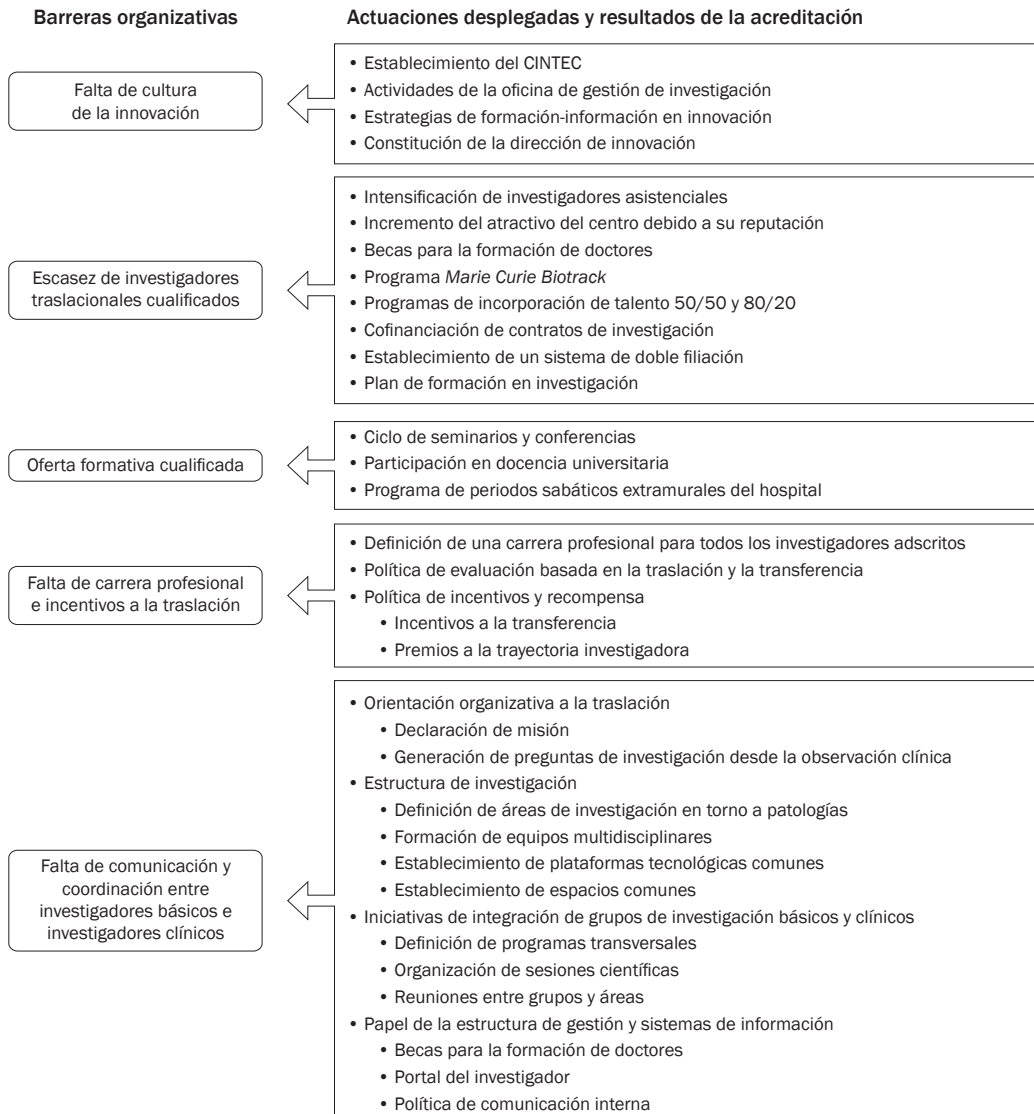 Barreras organizativas
Actuaciones desplegadas y resultados de la acreditación
Falta de cultura
de la innovación
• Establecimiento del CINTEC
• Actividades de la oficina de gestión de investigación
• Estrategias de formación-información en innovación
• Constitución de la dirección de innovación
Escasez de investigadores
traslacionales cualificados
• Intensificación de investigadores asistenciales
• Incremento del atractivo del centro debido a su reputación
• Becas para la formación de doctores
• Programa Marie Curie Biotrack
• Programas de incorporación de talento 50/50 y 80/20
• Cofinanciación de contratos de investigación
• Establecimiento de un sistema de doble filiación
• Plan de formación en investigación
Oferta formativa cualificada
• Ciclo de seminarios y conferencias
• Participación en docencia universitaria
• Programa de periodos sabáticos extramurales del hospital
Falta de carrera profesional
e incentivos a la traslación
• Definición de una carrera profesional para todos los investigadores adscritos
• Política de evaluación basada en la traslación y la transferencia
• Política de incentivos y recompensa
• Incentivos a la transferencia
• Premios a la trayectoria investigadora
Falta de comunicación y
coordinación entre
investigadores básicos e
investigadores clínicos
• Orientación organizativa a la traslación
• Declaración de misión
• Generación de preguntas de investigación desde la observación clínica
• Estructura de investigación
• Definición de áreas de investigación en torno a patologías
• Formación de equipos multidisciplinares
• Establecimiento de plataformas tecnológicas comunes
• Establecimiento de espacios comunes
• Iniciativas de integración de grupos de investigación básicos y clínicos
• Definición de programas transversales
• Organización de sesiones científicas
• Reuniones entre grupos y áreas
• Papel de la estructura de gestión y sistemas de información
• Becas para la formación de doctores
• Portal del investigador
• Política de comunicación interna